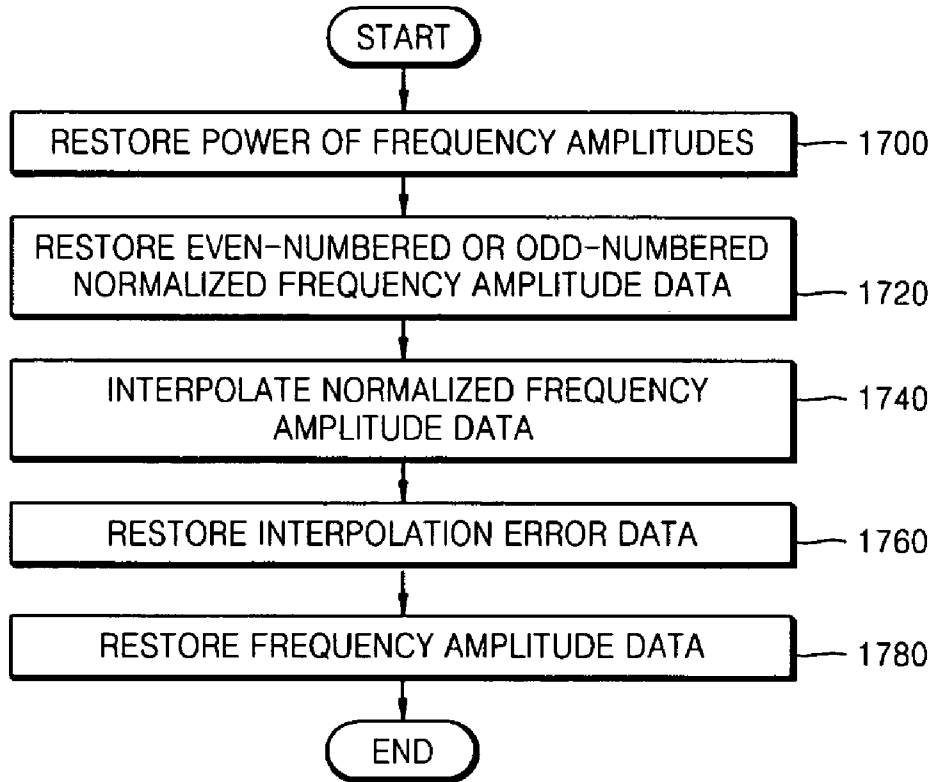 START
RESTORE POWER OF FREQUENCY AMPLITUDES
1700
RESTORE EVEN-NUMBERED OR ODD-NUMBERED
NORMALIZED FREQUENCY AMPLITUDE DATA
1720
INTERPOLATE NORMALIZED FREQUENCY
AMPLITUDE DATA
1740
RESTORE INTERPOLATION ERROR DATA
1760
RESTORE FREQUENCY AMPLITUDE DATA
1780
END